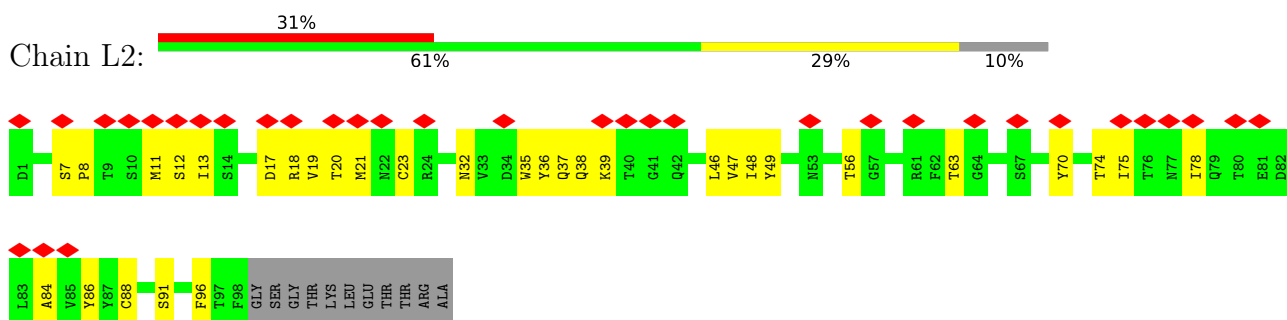 31%
Chain L2:
61% 29% 10%
D1 S7 P8 T9 S10 M11 S12 I13 S14 D17 R18 V19 T20 M21 N22 C23 R24 N32 V33 D34 W35 Y36 Q37 Q38 K39 T40 G41 Q42 L46 V47 I48 Y49 N53 T56 G57 R61 F62 T63 G64 S67 Y70 T74 I75 T76 N77 I78 Q79 T80 E81 D82
L83 A84 V85 Y86 Y87 C88 S91 F96 T97 F98 GLY SER GLY THR LYS LEU GLU THR THR ARG ALA